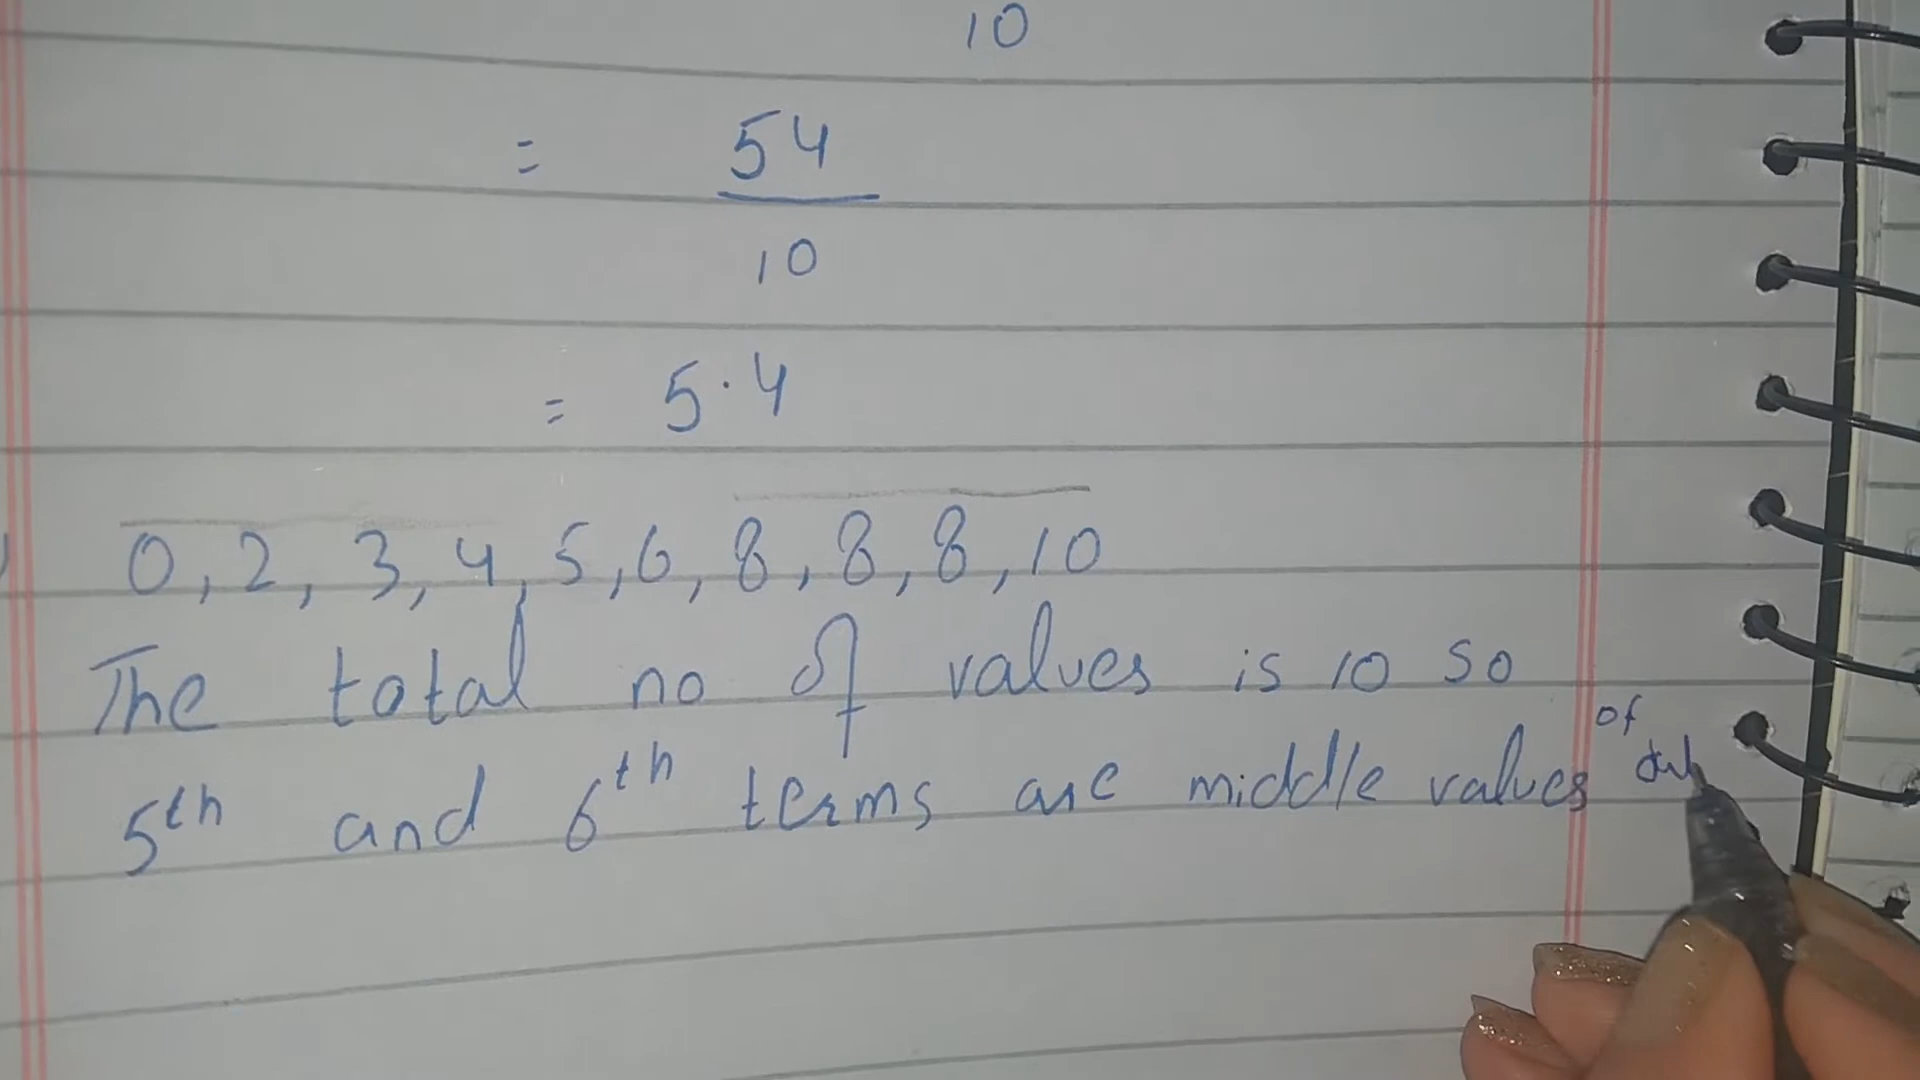 10
= 54
10
= 5.4
0, 2, 3, 4, 5, 6, 8, 8, 8, 10
The total no of values is 10 so
5th and 6th terms are middle values of